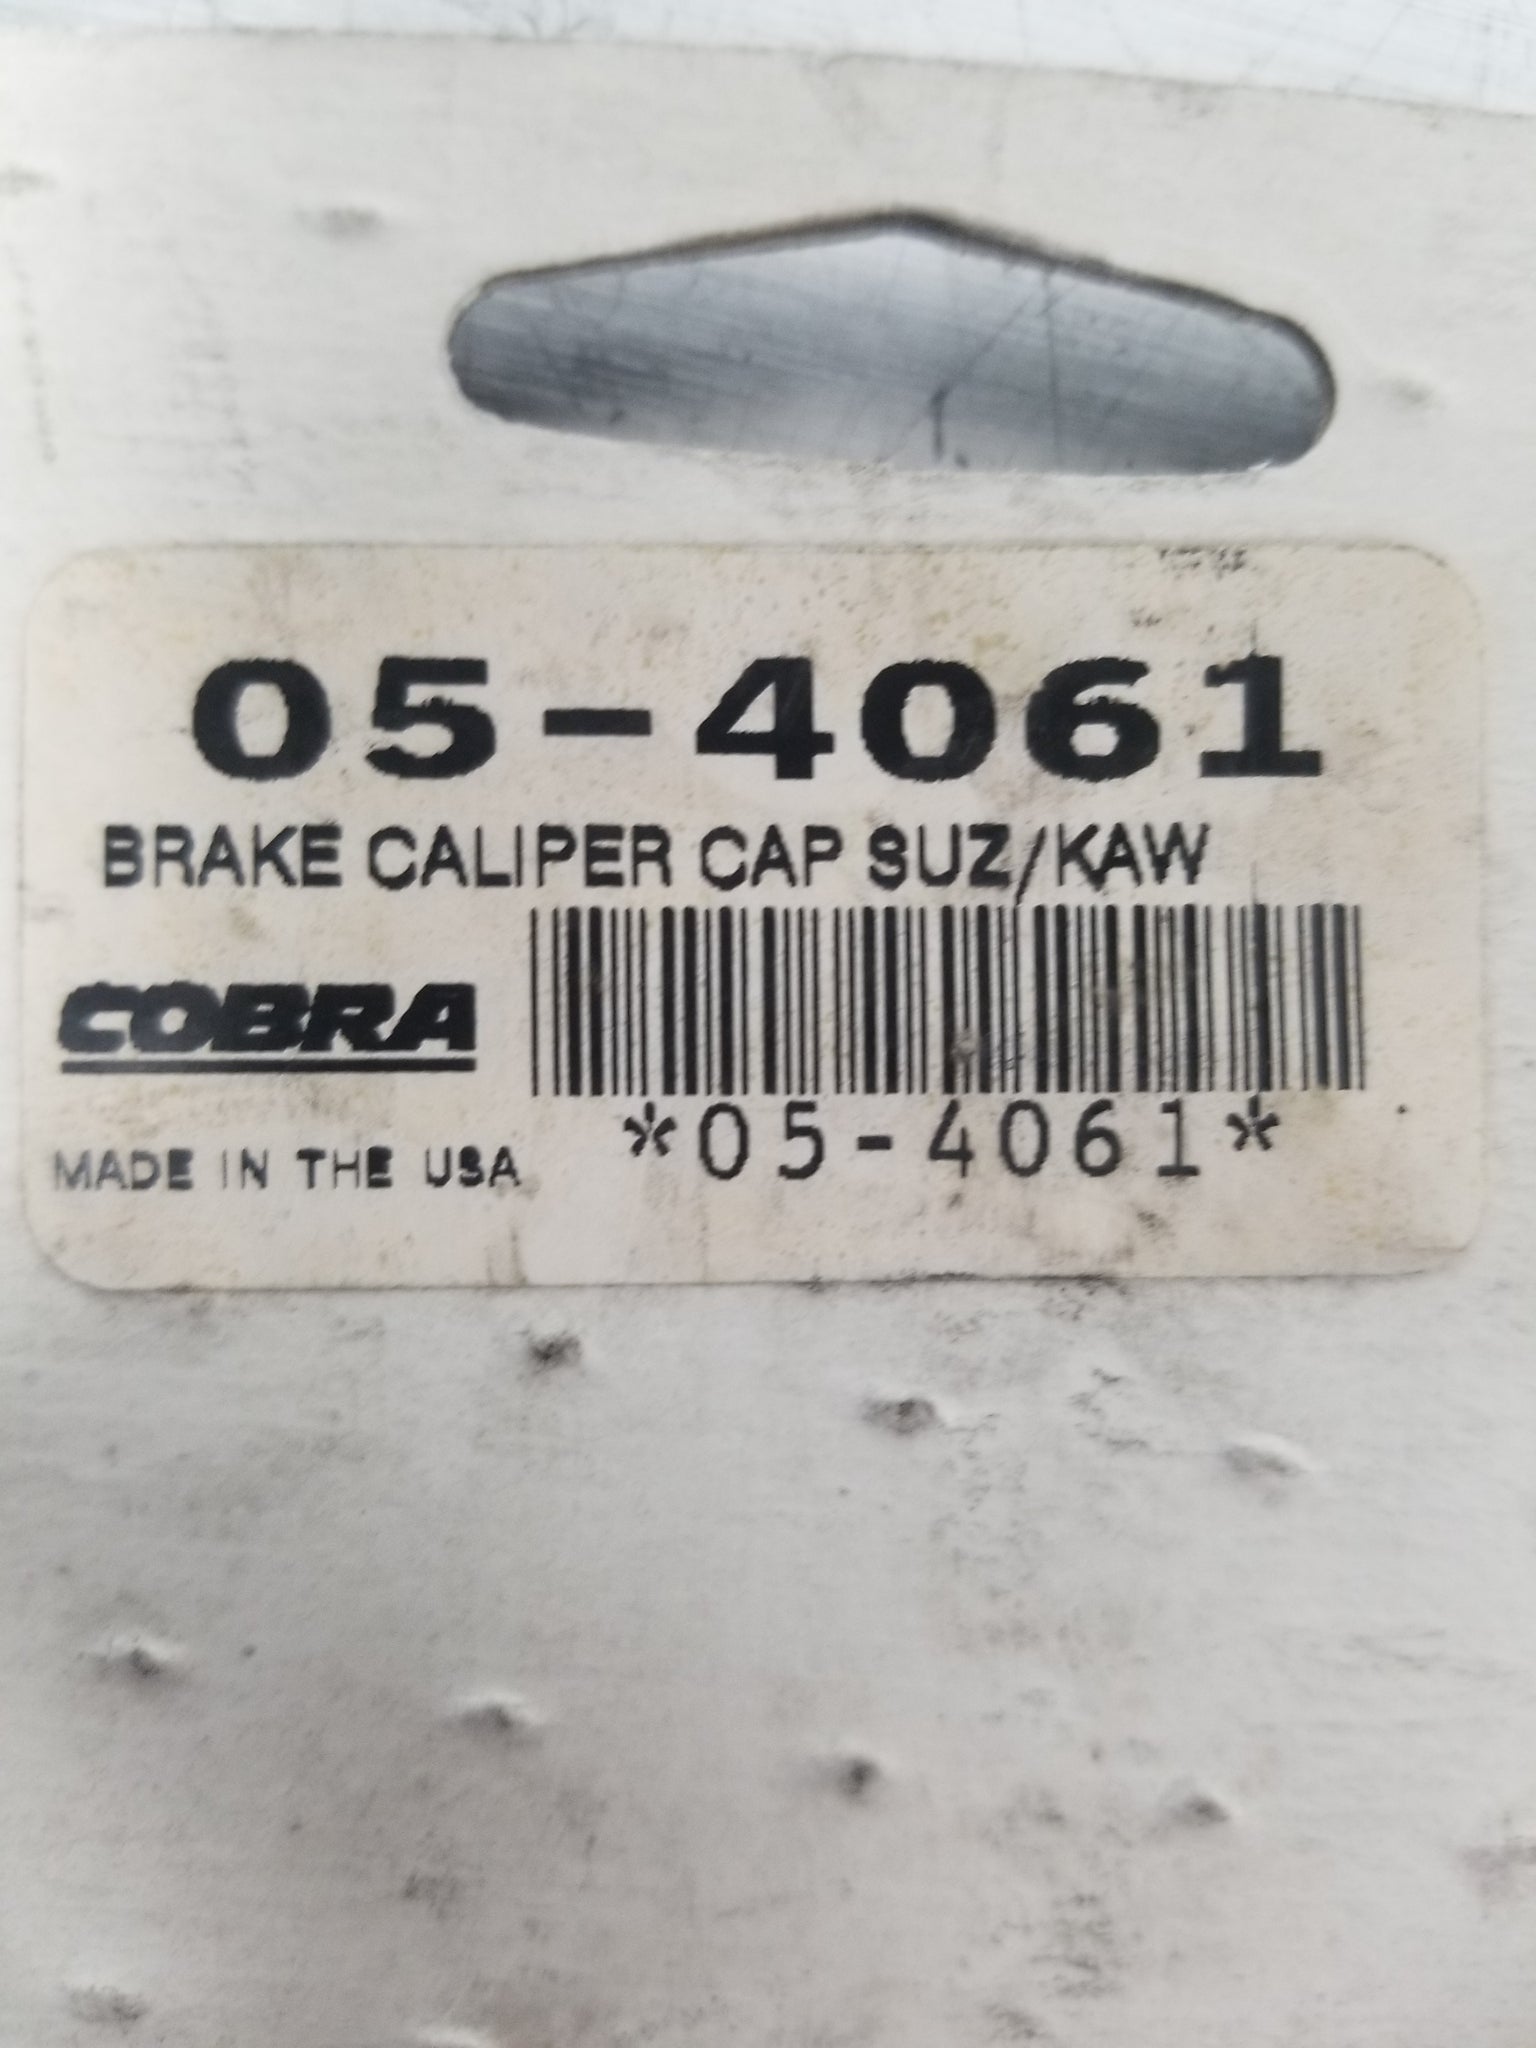 05-4061
BRAKE CALIPER CAP SUZ/KAW
COBRA
*05-4061*
MADE IN THE USA